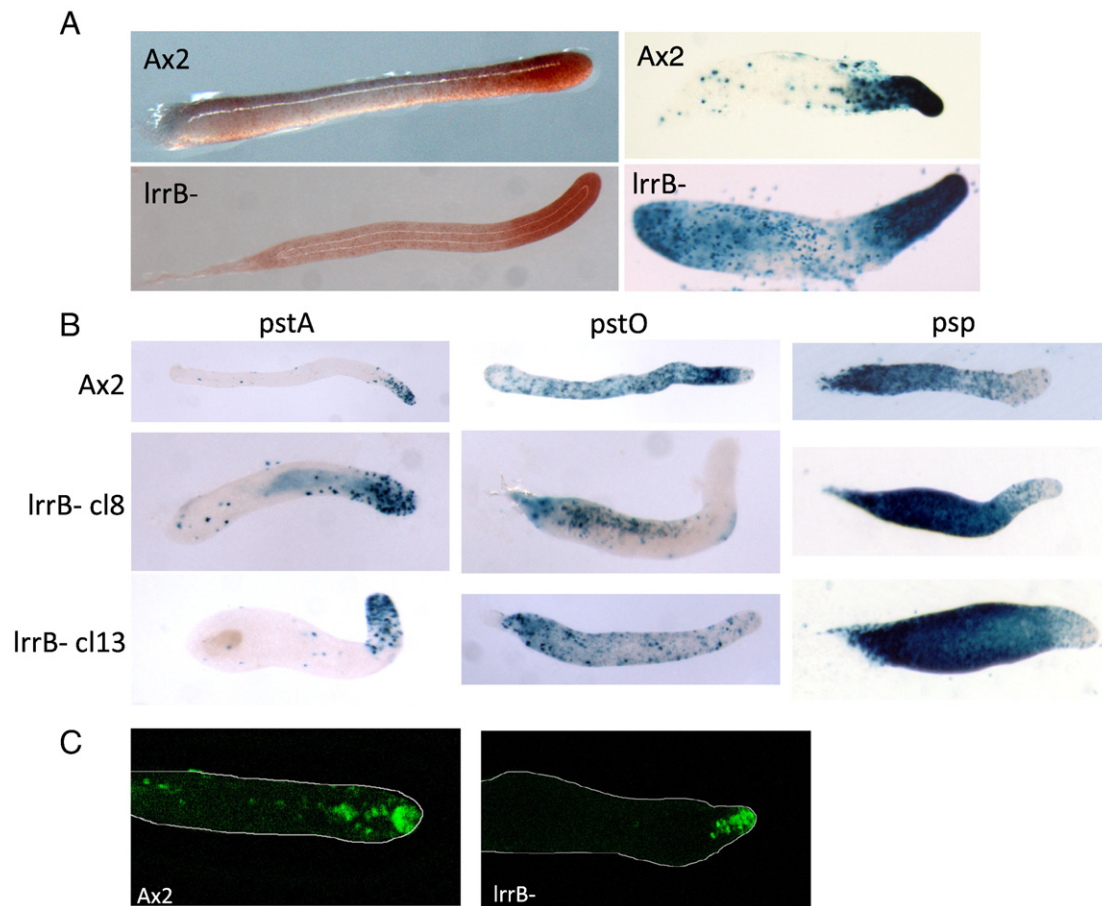 A
Ax2
Ax2
lrrB-
lrrB-
B
pstA
pstO
psp
Ax2
lrrB- cl8
lrrB- cl13
C
Ax2
lrrB-